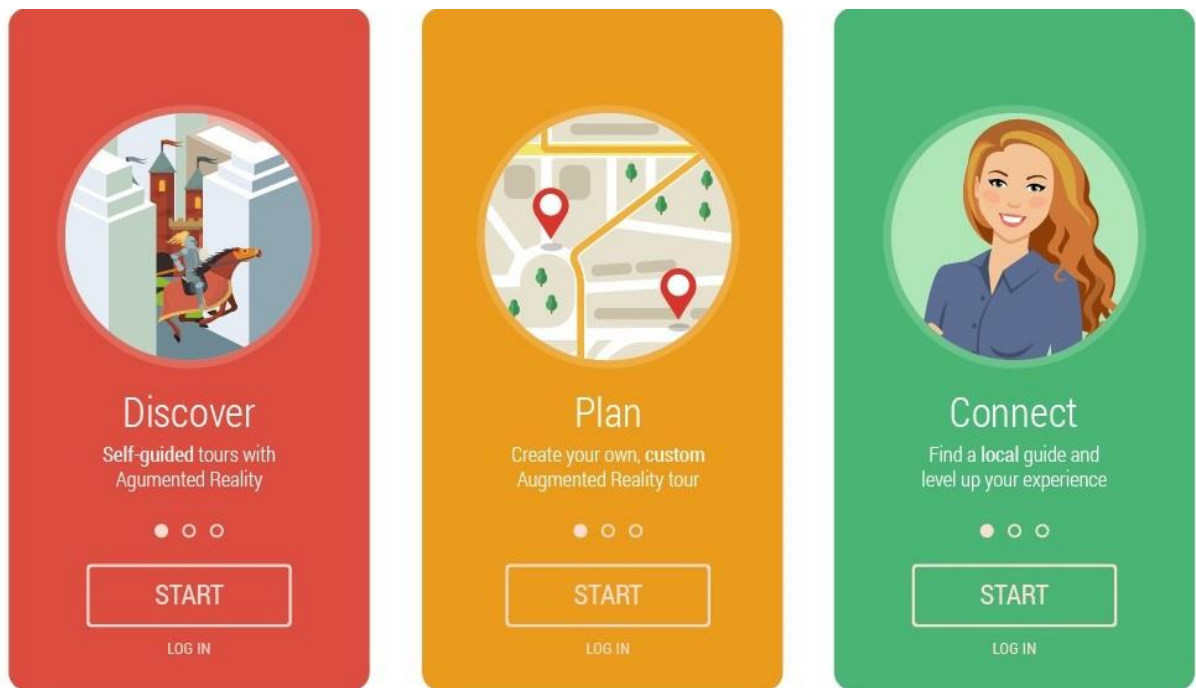 Discover
Self-guided tours with
Agumented Reality
START
LOG IN
Plan
Create your own, custom
Augmented Reality tour
START
LOG IN
Connect
Find a local guide and
level up your experience
START
LOG IN